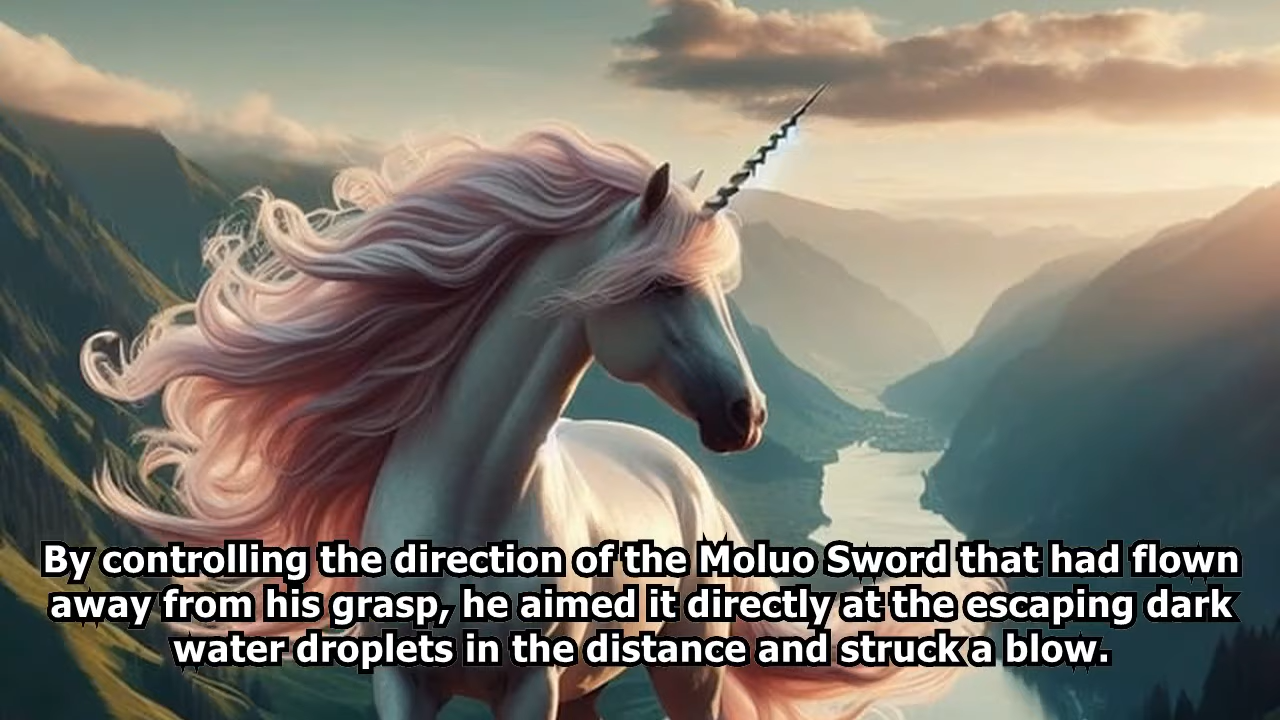 By controlling the direction of the Moluo Sword that had flown
away from his grasp, he aimed it directly at the escaping dark
water droplets in the distance and struck a blow.